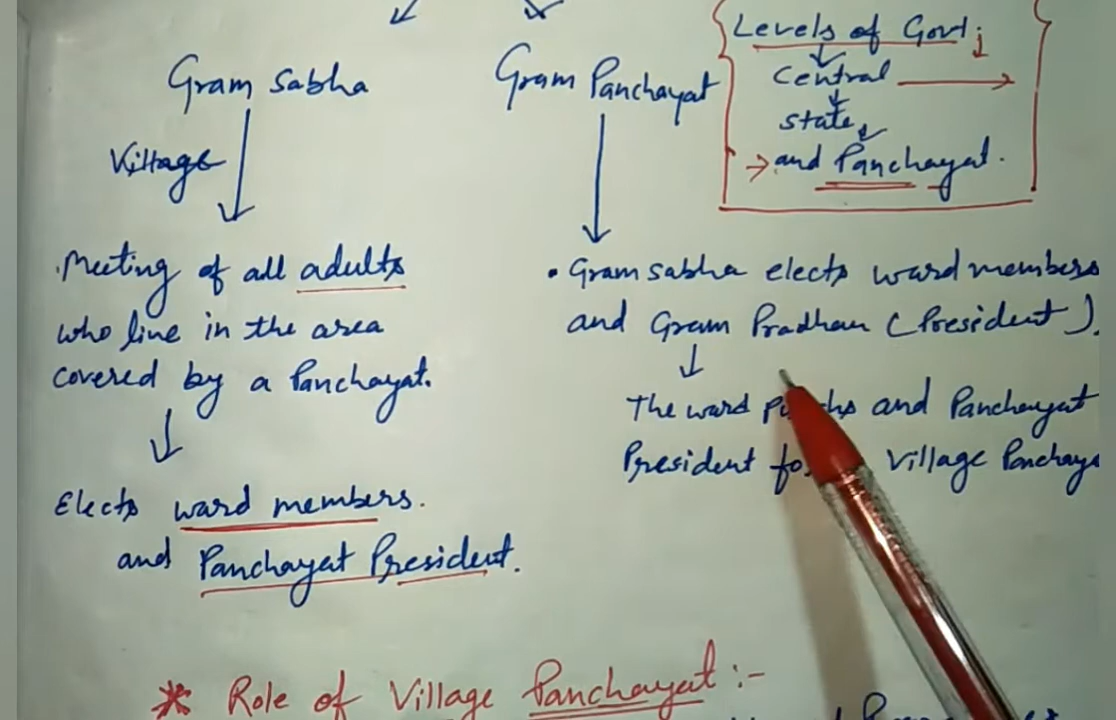 Gram Sabha
Village
Meeting of all adults
who line in the area
covered by a Panchayat.
Elects ward members.
and Panchayat President.
Gram Panchayat
• Gram sabha elects ward members
and Gram Pradhan (President).
The ward and Panchayat
President Village Panchaya
Levels of Govt;
Central
state,
and Panchayat.
* Role of Village Panchayat :-